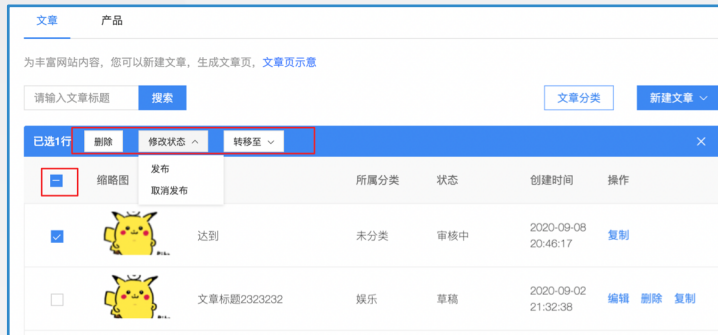 文章 产品
为丰富网站内容，您可以新建文章，生成文章页，文章页示意
请输入文章标题 搜索 文章分类 新建文章
已选1行 删除 修改状态 转移至
发布
取消发布
缩略图 所属分类 状态 创建时间 操作
达到 未分类 审核中 2020-09-08 复制
20:46:17
文章标题2323232 娱乐 草稿 2020-09-02 编辑 删除 复制
21:32:38